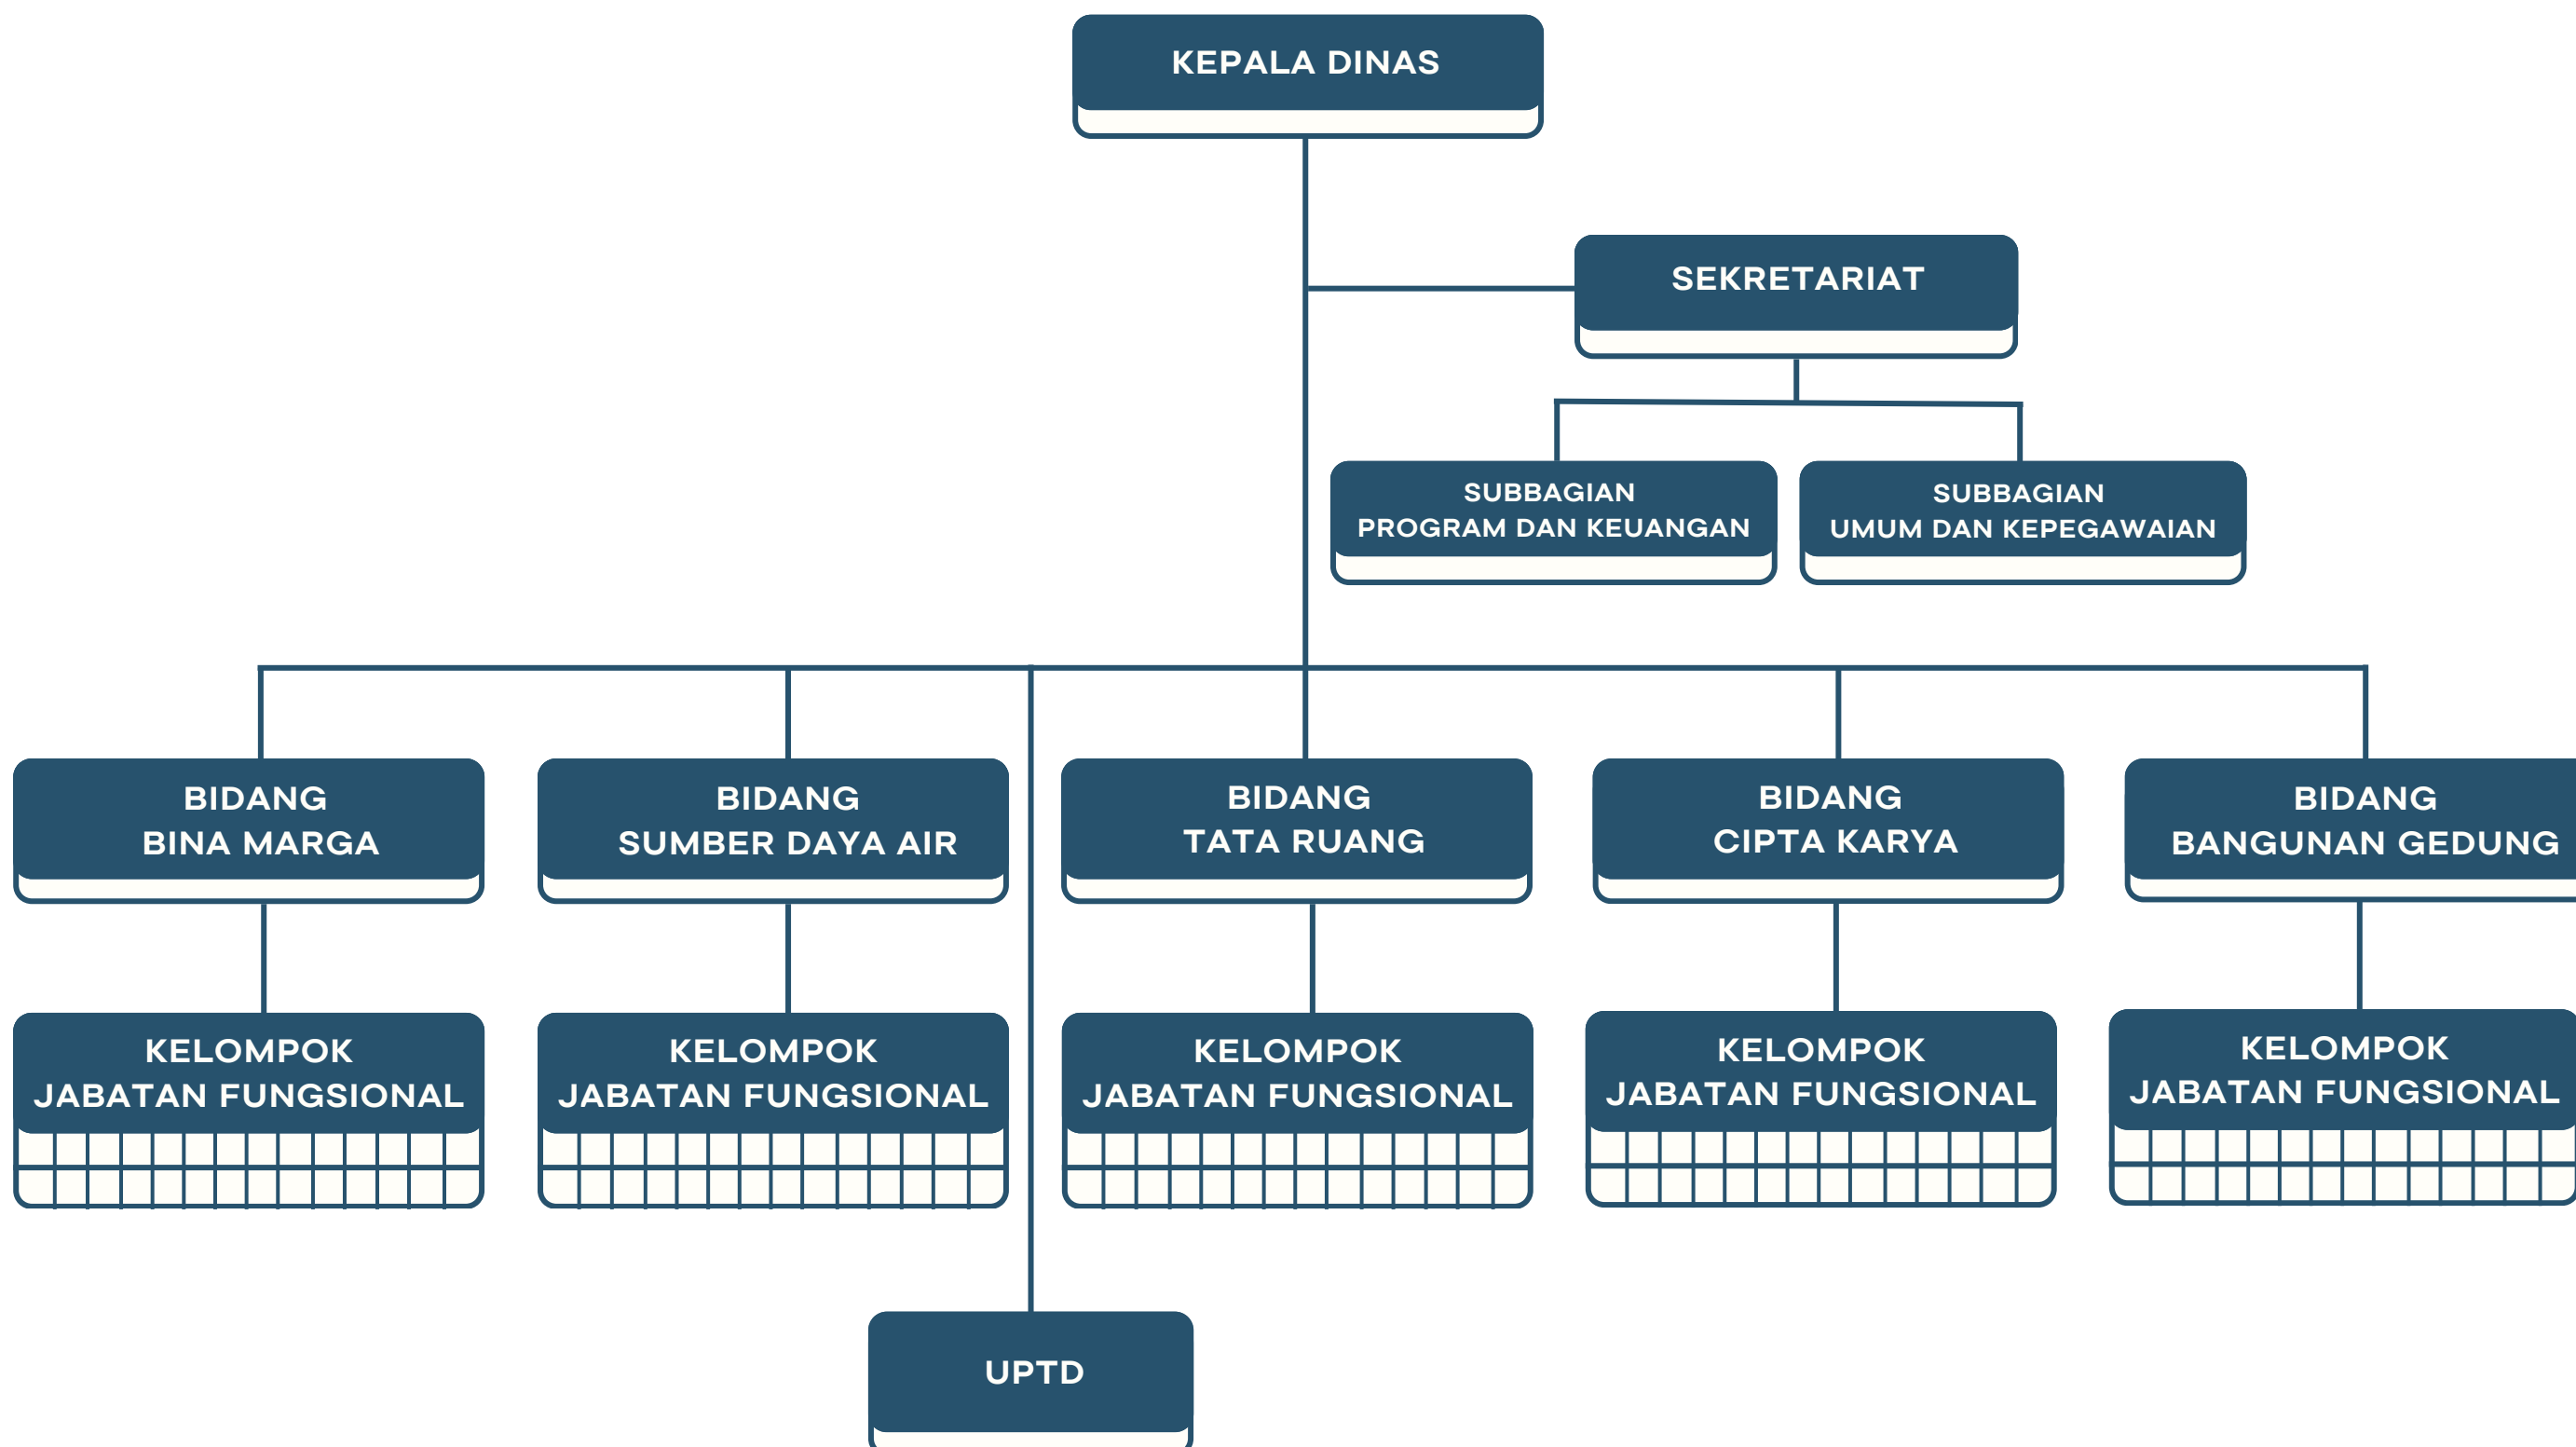 KEPALA DINAS
SEKRETARIAT
SUBBAGIAN
PROGRAM DAN KEUANGAN
SUBBAGIAN
UMUM DAN KEPEGAWAIAN
BIDANG
BINA MARGA
BIDANG
SUMBER DAYA AIR
BIDANG
TATA RUANG
BIDANG
CIPTA KARYA
BIDANG
BANGUNAN GEDUNG
KELOMPOK
JABATAN FUNGSIONAL
KELOMPOK
JABATAN FUNGSIONAL
KELOMPOK
JABATAN FUNGSIONAL
KELOMPOK
JABATAN FUNGSIONAL
KELOMPOK
JABATAN FUNGSIONAL
UPTD